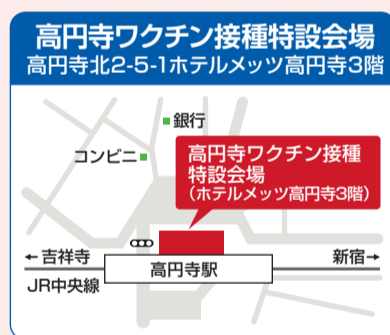 高円寺ワクチン接種特設会場
高円寺北2-5-1ホテルメッツ高円寺3階
銀行
コンビニ
高円寺ワクチン接種
特設会場
（ホテルメッツ高円寺3階）
←吉祥寺
新宿→
高円寺駅
JR中央線